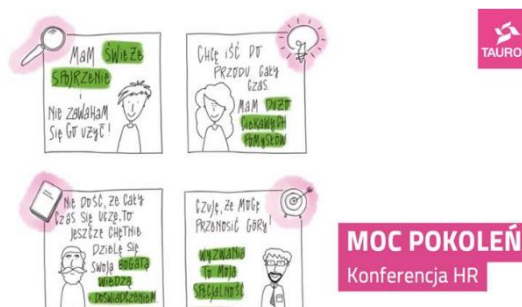 MAM ŚWIEŻE
SPOJRZENIE
I
NIE ZAWAHAM
SIĘ GO UŻYĆ!
CHCĘ IŚĆ DO
PRZODU CAŁY
CZAS.
MAM DUŻO
CIEKAWYCH
POMYSŁÓW
TAURON
NIE DOŚĆ, ŻE CAŁY
CZAS SIĘ UCZĘ, TO
JESZCZE CHĘTNIE
DZIELĘ SIĘ
SWOJĄ BOGATĄ
WIEDZĄ
DOŚWIADCZENIEM
CZUJĘ, ŻE MOGĘ
PRZENOSIĆ GÓRY!
WYZWANIA
TO MOJA
SPECJALNOŚĆ
MOC POKOLEŃ
Konferencja HR